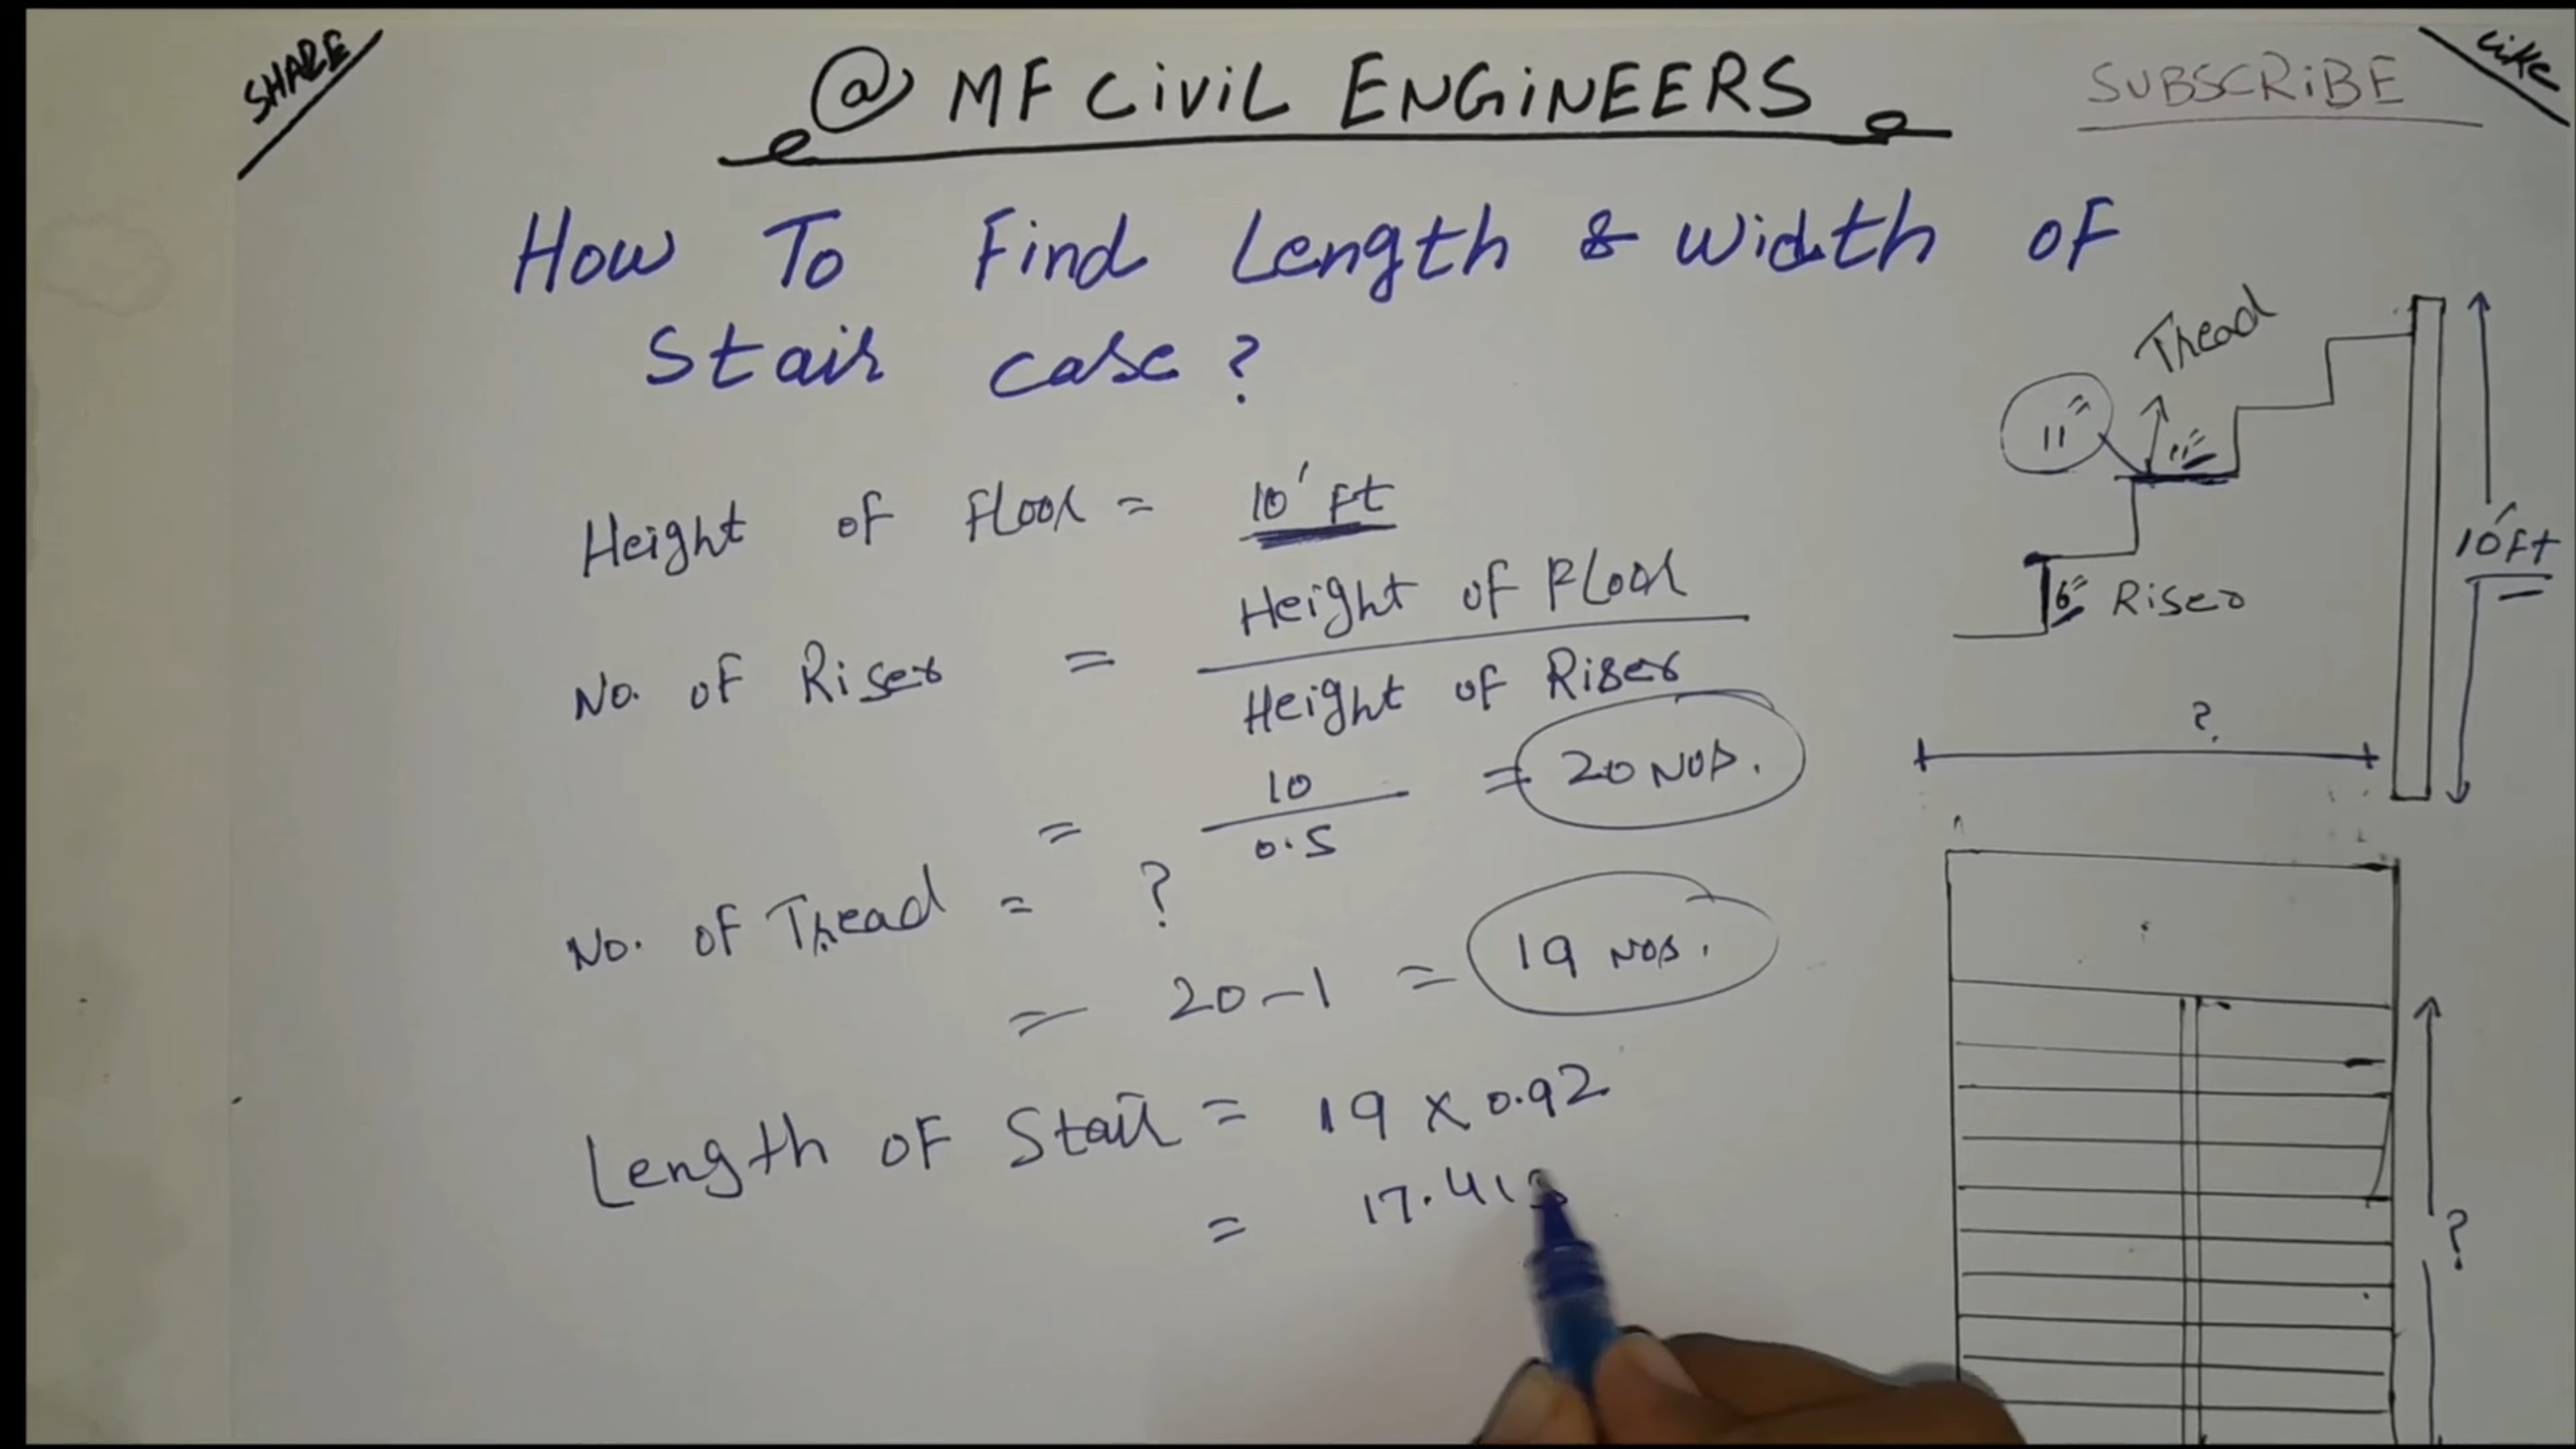 SHARE
@ MF CiViL ENGiNEERS
SUBSCRiBE
LiKE
How To Find Length & Width of
Stair case?
Height of Floor = 10' Ft
No. of Riser = Height of Floor
Height of Riser
= 10 = 20 Nos.
0.5
No. of Tread = ?
= 20-1 = 19 Nos.
Length of Stair = 19 x 0.92
= 17.41
Tread
11"
11"
6" Riser
10' Ft
?
?